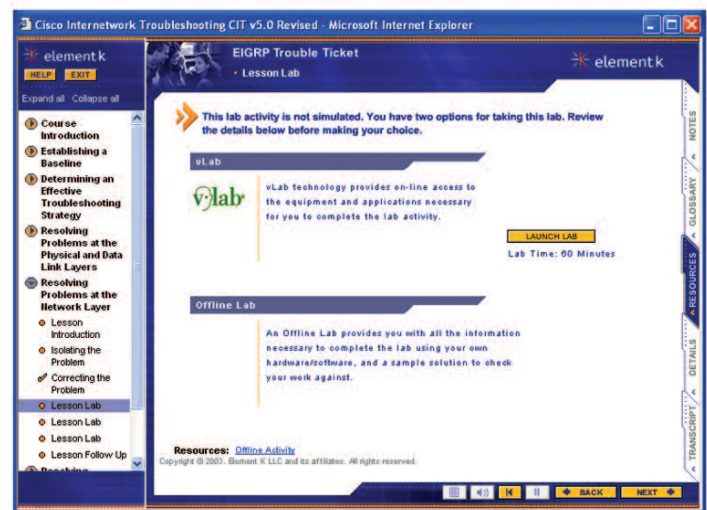 Cisco Internetwork Troubleshooting CIT v5.0 Revised - Microsoft Internet Explorer
elementk
HELP
EXIT
Expand all Collapse all
Course
Introduction
Establishing a
Baseline
Determining an
Effective
Troubleshooting
Strategy
Resolving
Problems at the
Physical and Data
Link Layers
Resolving
Problems at the
Network Layer
Lesson
Introduction
Isolating the
Problem
Correcting the
Problem
Lesson Lab
Lesson Lab
Lesson Lab
Lesson Follow Up
Resolving
EIGRP Trouble Ticket
• Lesson Lab
elementk
This lab activity is not simulated. You have two options for taking this lab. Review
the details below before making your choice.
vLab
vlab
vLab technology provides on-line access to
the equipment and applications necessary
for you to complete the lab activity.
LAUNCH LAB
Lab Time: 60 Minutes
Offline Lab
An Offline Lab provides you with all the information
necessary to complete the lab using your own
hardware/software, and a sample solution to check
your work against.
Resources: Offline Activity
Copyright © 2003. Element K LLC and its affiliates. All rights reserved.
NOTES
GLOSSARY
RESOURCES
DETAILS
TRANSCRIPT
BACK
NEXT